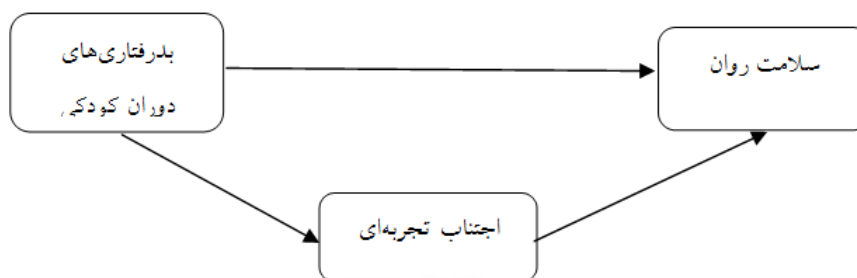 بدرفتاری‌های
دوران کودکی
سلامت روان
اجتناب تجربه‌ای